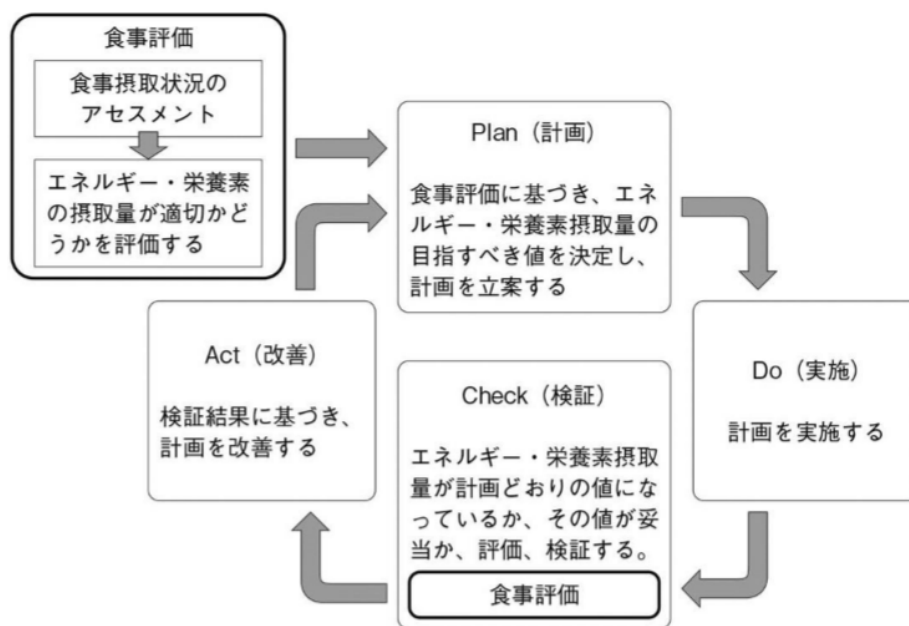 食事評価
食事摂取状況の
アセスメント
エネルギー・栄養素
の摂取量が適切かど
うかを評価する
Plan（計画）
食事評価に基づき、エネ
ルギー・栄養素摂取量の
目指すべき値を決定し、
計画を立案する
Do（実施）
計画を実施する
Check（検証）
エネルギー・栄養素摂取
量が計画どおりの値にな
っているか、その値が妥
当か、評価、検証する。
食事評価
Act（改善）
検証結果に基づき、
計画を改善する